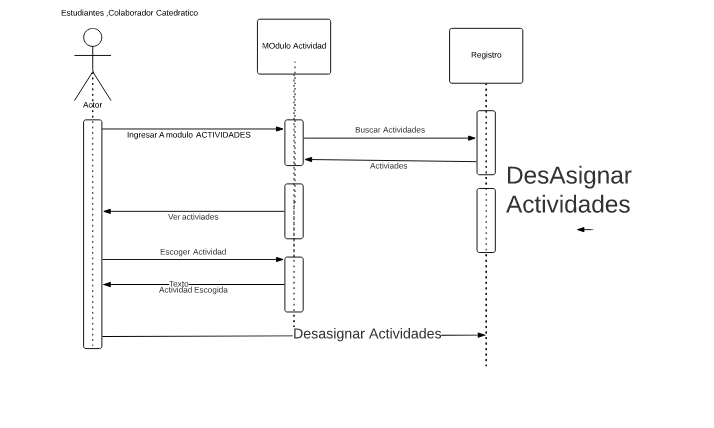 Estudiantes ,Colaborador Catedratico
MOdulo Actividad
Registro
Actor
Buscar Actividades
Ingresar A modulo ACTIVIDADES
Activiades
DesAsignar
Actividades
Ver activiades
Escoger Actividad
Texto
Actividad Escogida
Desasignar Actividades